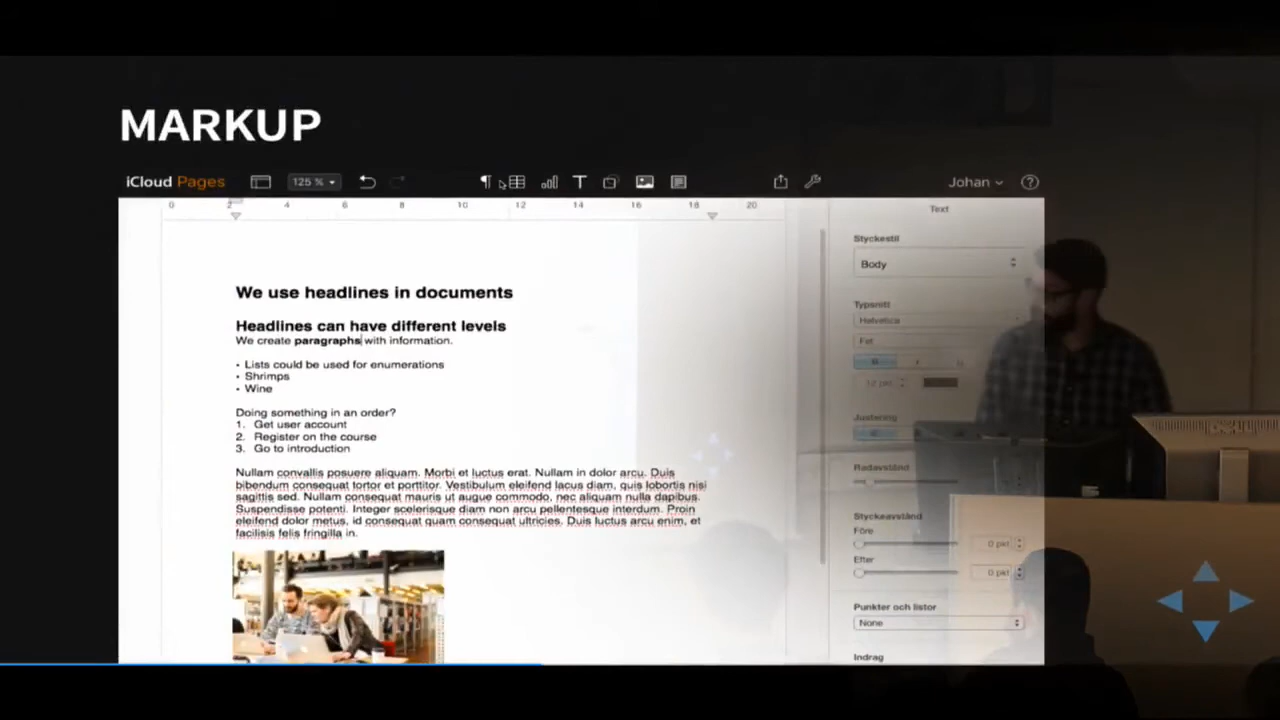 MARKUP
iCloud Pages
125 %
Johan
?
0 2 4 6 8 10 12 14 16 18 20
Text
Styckestil
Body
We use headlines in documents
Typsnitt
Helvetica
Headlines can have different levels
Fet
We create paragraphs with information.
• Lists could be used for enumerations
• Shrimps
12 pkt
• Wine
Doing something in an order?
Justering
1. Get user account
2. Register on the course
3. Go to introduction
Radavstånd
Nullam convallis posuere aliquam. Morbi et luctus erat. Nullam in dolor arcu. Duis
bibendum consequat tortor et porttitor. Vestibulum eleifend lacus diam, quis lobortis nisi
sagittis sed. Nullam consequat mauris ut augue commodo, nec aliquam nulla dapibus.
Suspendisse potenti. Integer scelerisque diam non arcu pellentesque interdum. Proin
eleifend dolor metus, id consequat quam consequat ultricies. Duis luctus arcu enim, et
facilisis felis fringilla in.
Styckeavstånd
Före
0 pkt
Efter
0 pkt
Punkter och listor
None
Indrag